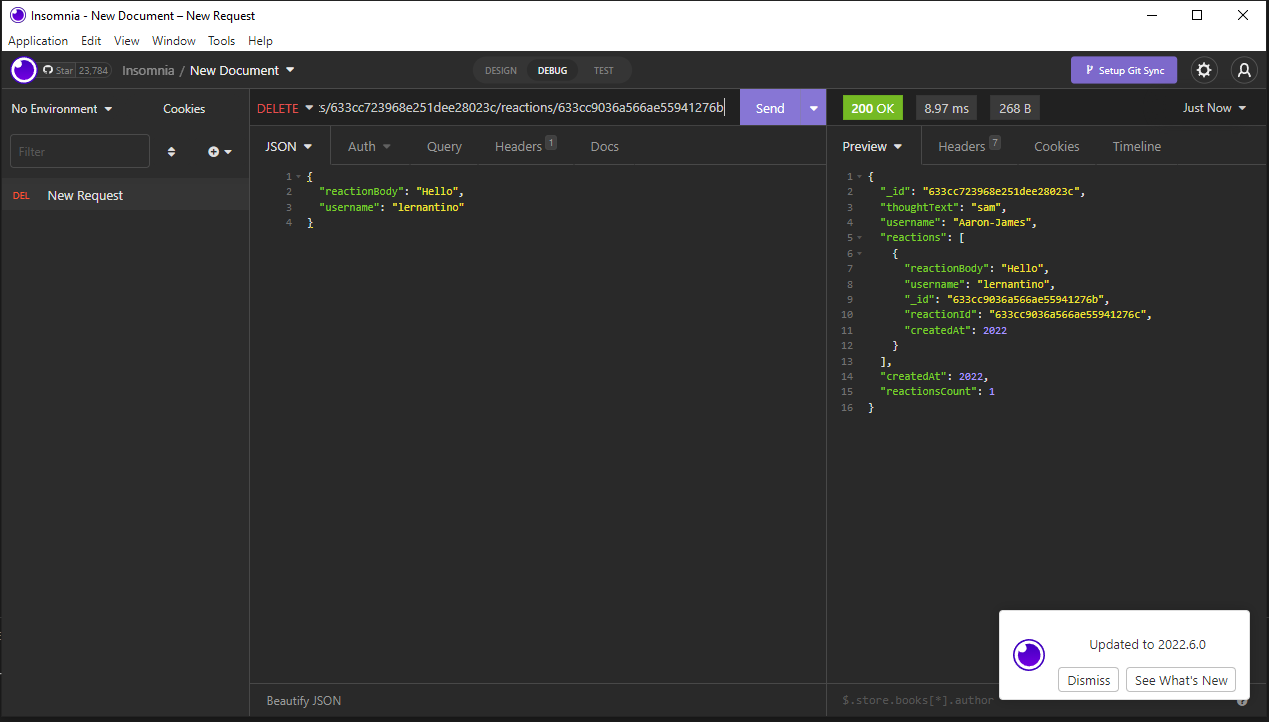 Insomnia - New Document – New Request
Application Edit View Window Tools Help
Star 23,784 Insomnia / New Document DESIGN DEBUG TEST Setup Git Sync
No Environment Cookies DELETE s/633cc723968e251dee28023c/reactions/633cc9036a566ae55941276b Send 200 OK 8.97 ms 268 B Just Now
Filter
JSON Auth Query Headers 1 Docs
Preview Headers 7 Cookies Timeline
DEL New Request
1 {
2 "reactionBody": "Hello",
3 "username": "lernantino"
4 }
1 {
2 "_id": "633cc723968e251dee28023c",
3 "thoughtText": "sam",
4 "username": "Aaron-James",
5 "reactions": [
6 {
7 "reactionBody": "Hello",
8 "username": "lernantino",
9 "_id": "633cc9036a566ae55941276b",
10 "reactionId": "633cc9036a566ae55941276c",
11 "createdAt": 2022
12 }
13 ],
14 "createdAt": 2022,
15 "reactionsCount": 1
16 }
Updated to 2022.6.0
Dismiss See What's New
Beautify JSON
$.store.books[*].author